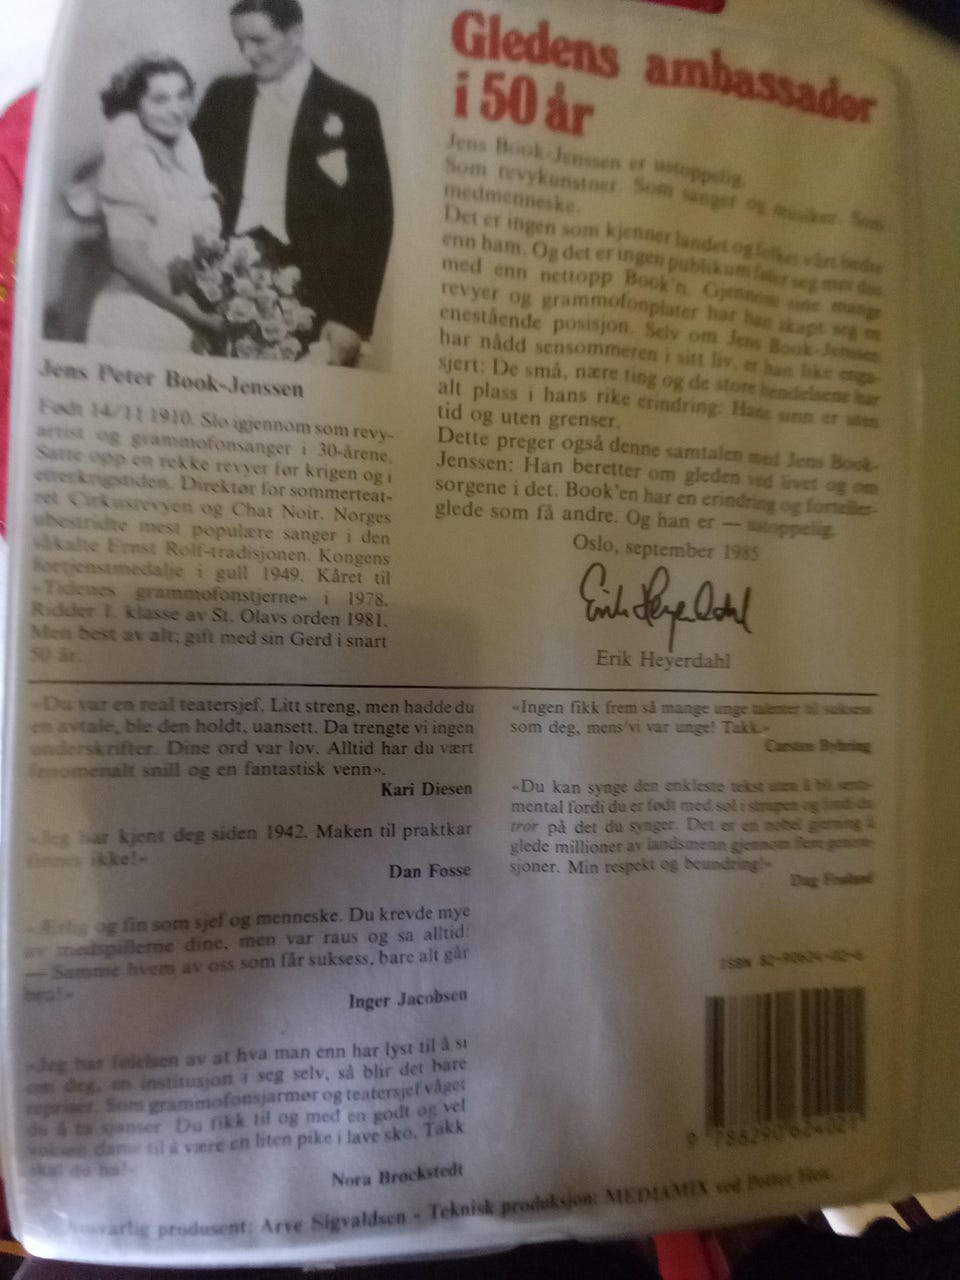 Gledens ambassadør
i 50 år
Jens Book-Jenssen er ustoppelig.
Som revykunstner. Som sanger og musiker. Som
medmenneske.
Det er ingen som kjenner landet og folket vårt bedre
enn ham. Og det er ingen publikum føler seg mer dus
med enn nettopp Book'n. Gjennom sine mange
revyer og grammofonplater har han skapt seg en
enestående posisjon. Selv om Jens Book-Jenssen
har nådd sensommeren i sitt liv, er han like enga-
sjert: De små, nære ting og de store hendelsene har
alt plass i hans rike erindring: Hans sinn er uten
tid og uten grenser.
Dette preger også denne samtalen med Jens Book-
Jenssen: Han beretter om gleden ved livet og om
sorgene i det. Book'en har en erindring og forteller-
glede som få andre. Og han er — ustoppelig.
Oslo, september 1985
Erik Heyerdahl
Erik Heyerdahl
Jens Peter Book-Jenssen
Født 14/11 1910. Slo igjennom som revy-
artist og grammofonsanger i 30-årene.
Satte opp en rekke revyer før krigen og i
etterkrigstiden. Direktør for sommerteat-
ret Cirkusrevyen og Chat Noir. Norges
ubestridte mest populære sanger i den
såkalte Ernst Rolf-tradisjonen. Kongens
fortjenstmedalje i gull 1949. Kåret til
«Tidenes grammofonstjerne» i 1978.
Ridder 1. klasse av St. Olavs orden 1981.
Men best av alt; gift med sin Gerd i snart
50 år.
«Du var en real teatersjef. Litt streng, men hadde du
en avtale, ble den holdt, uansett. Da trengte vi ingen
underskrifter. Dine ord var lov. Alltid har du vært
fenomenalt snill og en fantastisk venn».
Kari Diesen
«Jeg har kjent deg siden 1942. Maken til praktkar
finnes ikke!»
Dan Fosse
«Ærlig og fin som sjef og menneske. Du krevde mye
av medspillerne dine, men var raus og sa alltid:
— Samme hvem av oss som får suksess, bare alt går
bra!»
Inger Jacobsen
«Jeg har følelsen av at hva man enn har lyst til å si
om deg, en institusjon i seg selv, så blir det bare
repriser. Som grammofonsjarmør og teatersjef våget
du å ta sjanser. Du fikk til og med en godt og vel
voksen dame til å være en liten pike i lave sko. Takk
skal du ha!»
Nora Brockstedt
«Ingen fikk frem så mange unge talenter til suksess
som deg, mens vi var unge! Takk.»
Carsten Byhring
«Du kan synge den enkleste tekst uten å bli senti-
mental fordi du er født med sol i strupen og fordi du
tror på det du synger. Det er en nobel gjerning å
glede millioner av landsmenn gjennom flere genera-
sjoner. Min respekt og beundring!»
Dag Frøland
ISBN 82-90624-02-6
9 788290 624021
Ansvarlig produsent: Arve Sigvaldsen - Teknisk produksjon: MEDIAMIX ved Petter